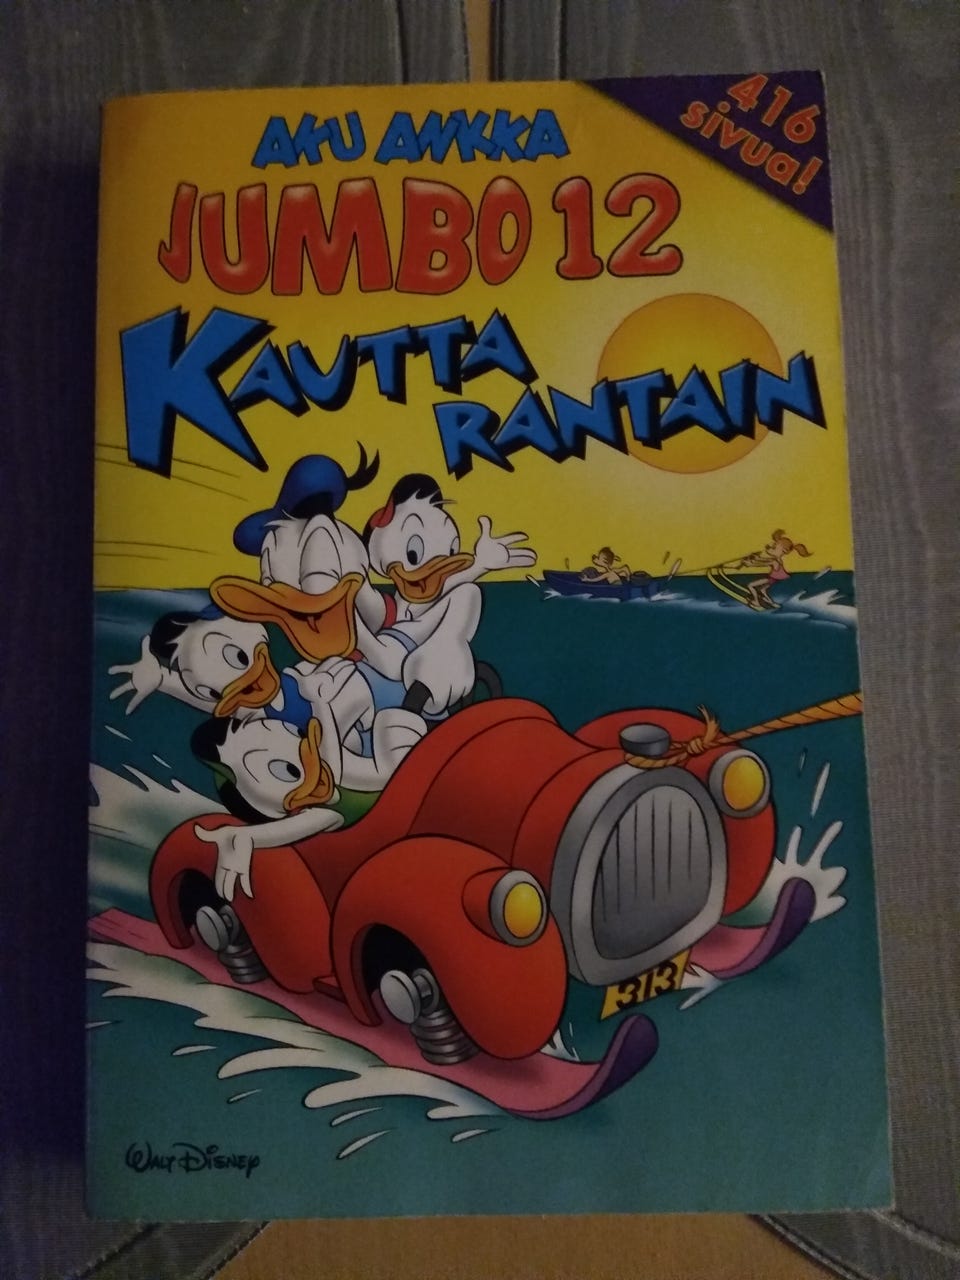 416
sivua!
AKU ANKKA
JUMBO 12
KAUTTA
RANTAIN
313
WALT DISNEY